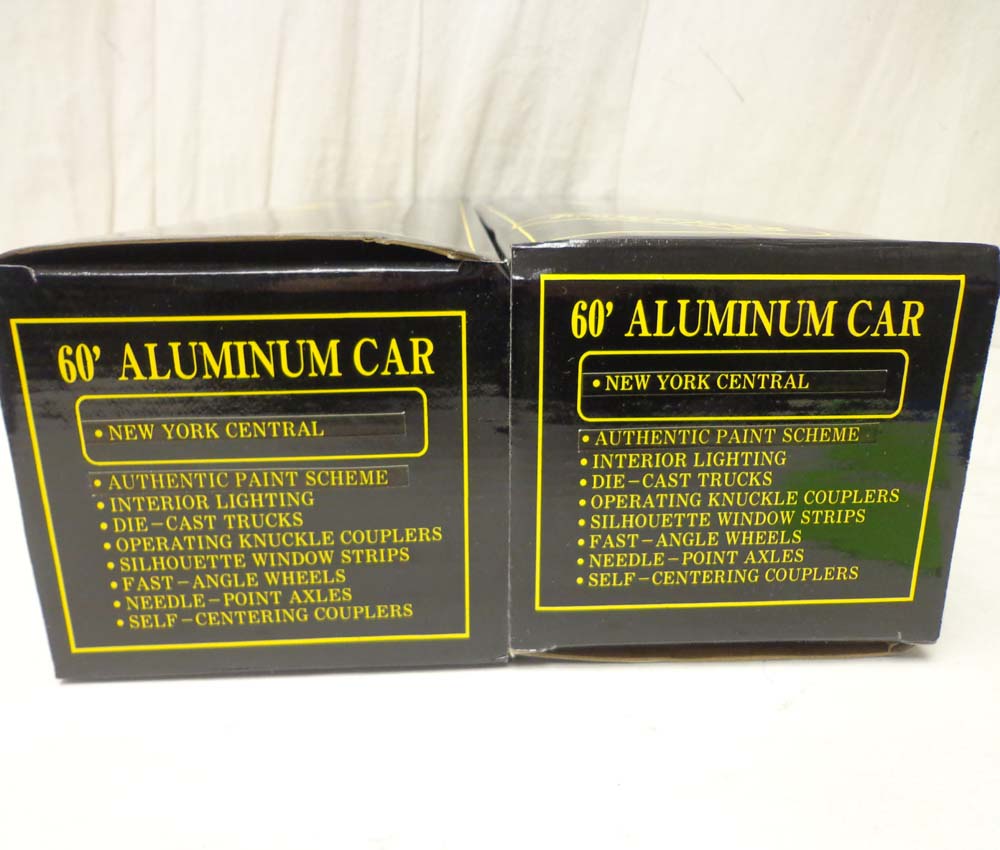 60' ALUMINUM CAR
• NEW YORK CENTRAL
• AUTHENTIC PAINT SCHEME
• INTERIOR LIGHTING
• DIE-CAST TRUCKS
• OPERATING KNUCKLE COUPLERS
• SILHOUETTE WINDOW STRIPS
• FAST-ANGLE WHEELS
• NEEDLE-POINT AXLES
• SELF-CENTERING COUPLERS
60' ALUMINUM CAR
• NEW YORK CENTRAL
• AUTHENTIC PAINT SCHEME
• INTERIOR LIGHTING
• DIE-CAST TRUCKS
• OPERATING KNUCKLE COUPLERS
• SILHOUETTE WINDOW STRIPS
• FAST-ANGLE WHEELS
• NEEDLE-POINT AXLES
• SELF-CENTERING COUPLERS